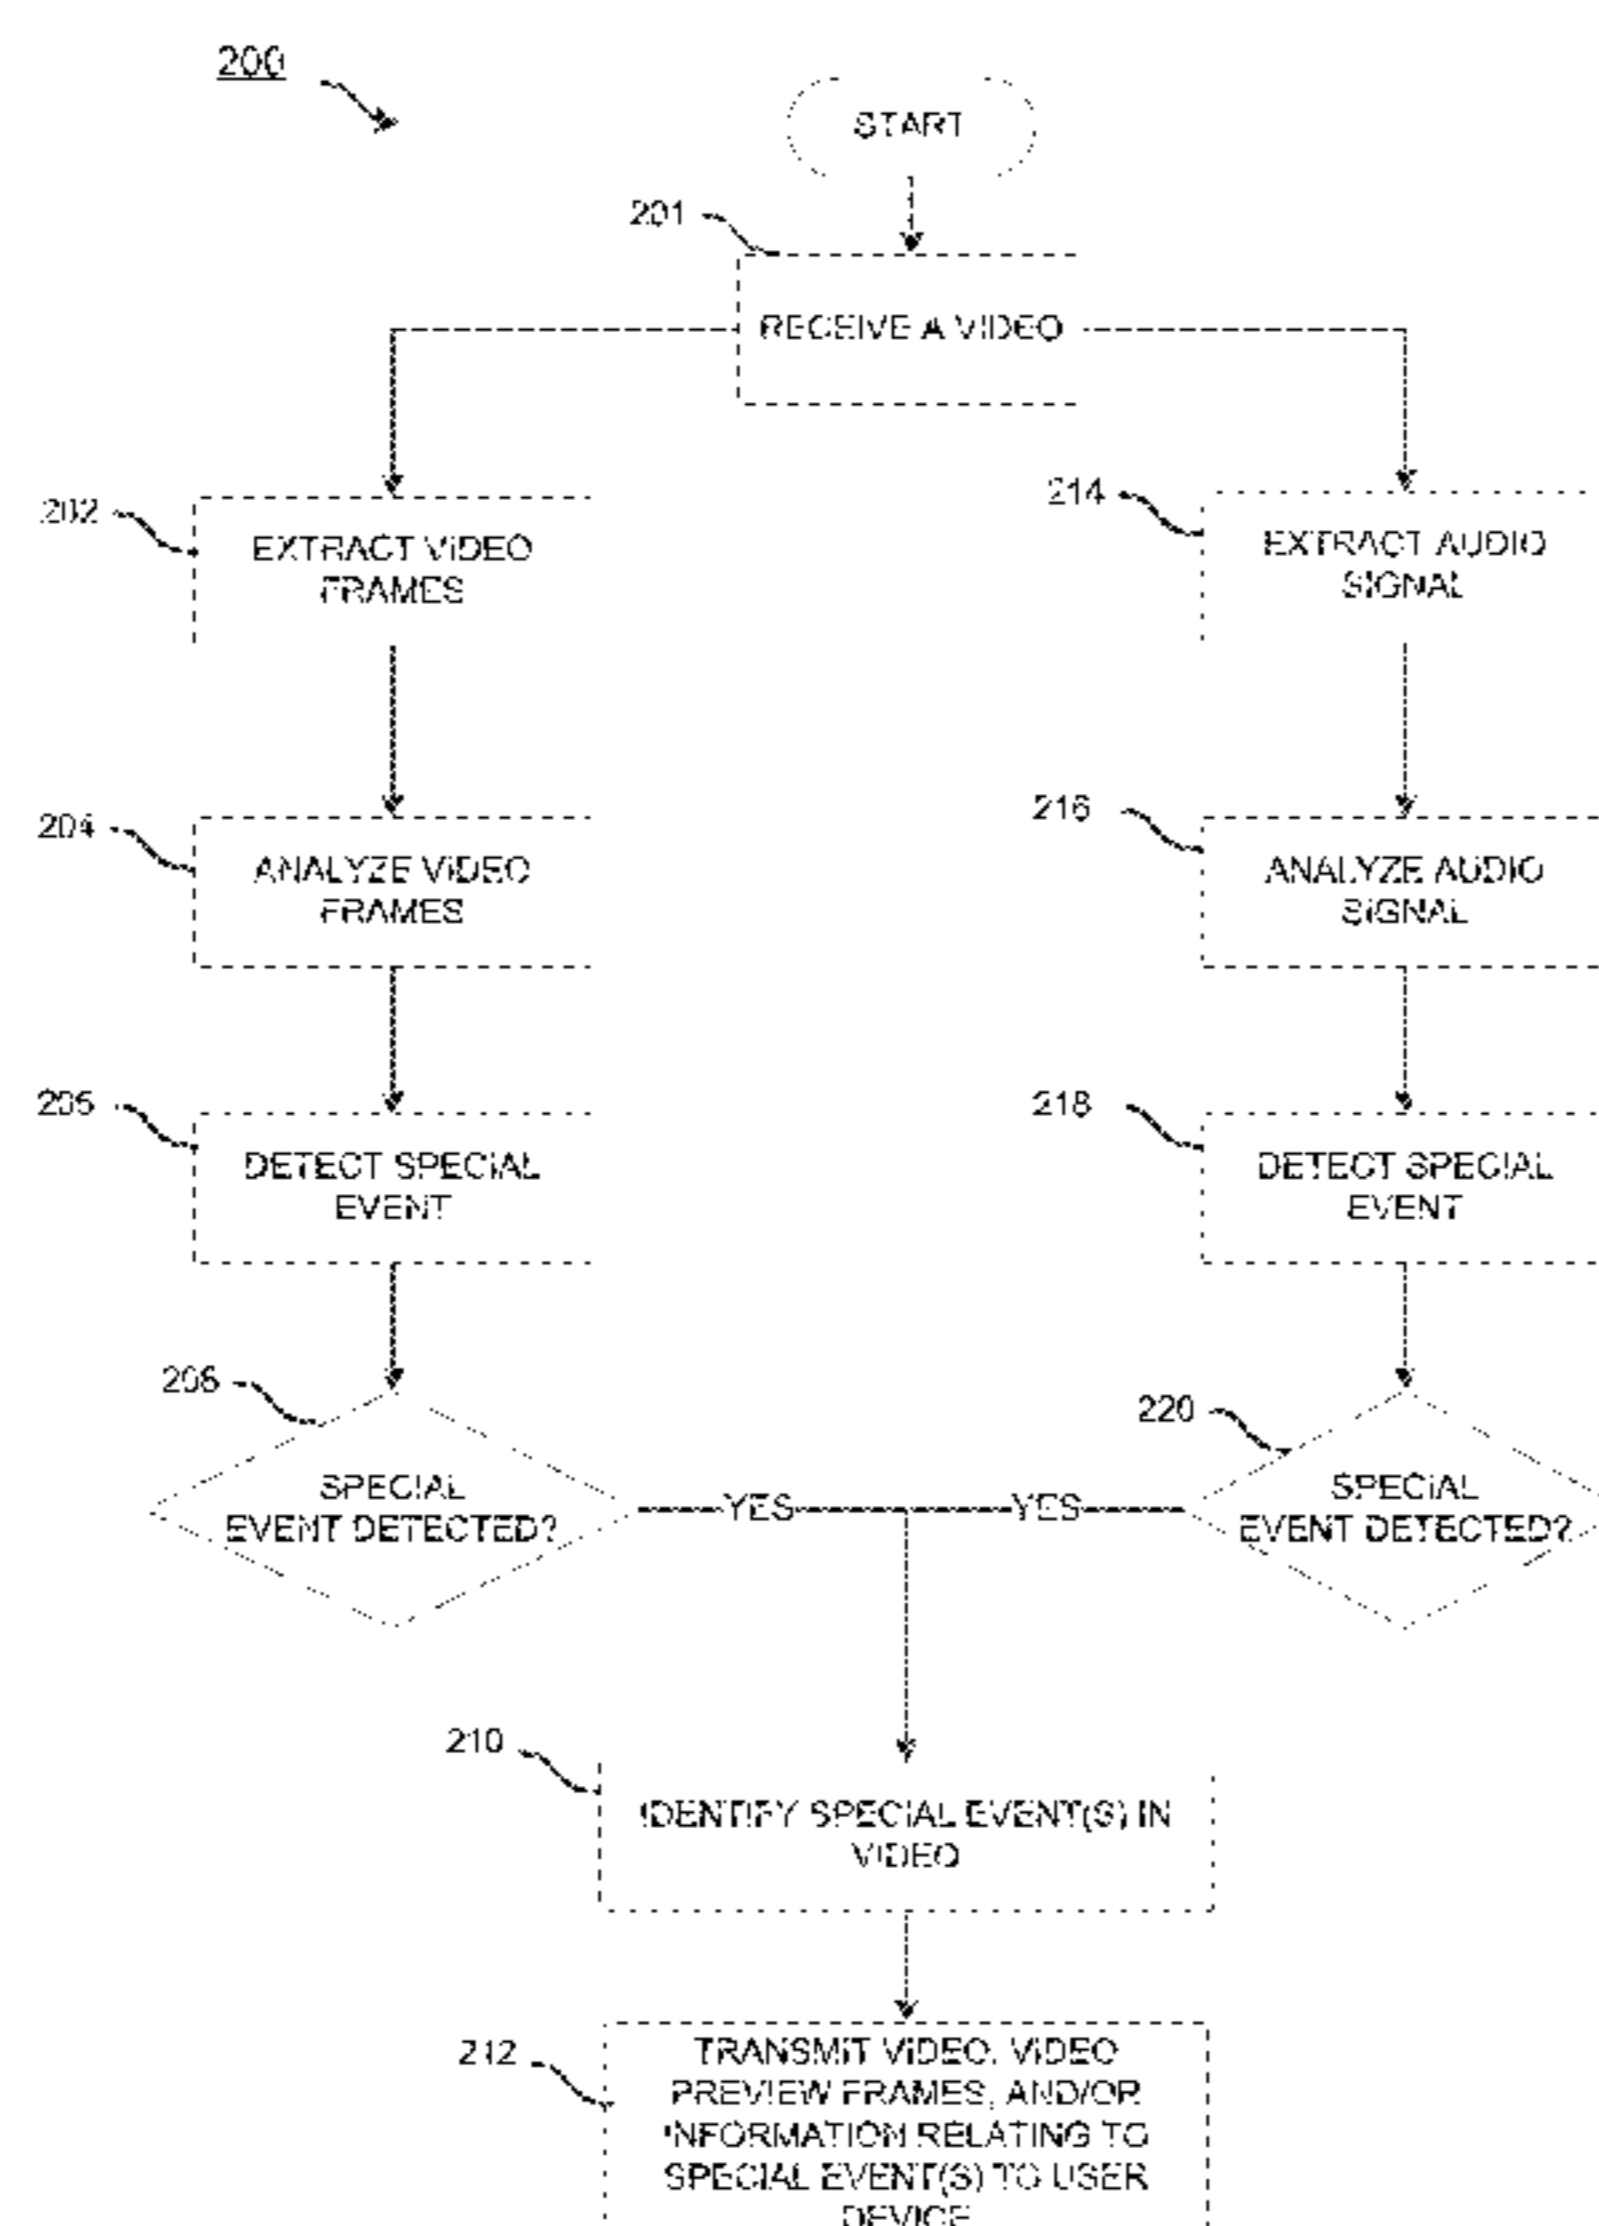 200
START
201
RECEIVE A VIDEO
202
EXTRACT VIDEO
FRAMES
214
EXTRACT AUDIO
SIGNAL
204
ANALYZE VIDEO
FRAMES
216
ANALYZE AUDIO
SIGNAL
DETECT SPECIAL
EVENT
218
DETECT SPECIAL
EVENT
SPECIAL
EVENT DETECTED?
YES
YES
220
SPECIAL
EVENT DETECTED?
210
IDENTIFY SPECIAL EVENT(S) IN
VIDEO
212
TRANSMIT VIDEO, VIDEO
PREVIEW FRAMES, AND/OR
INFORMATION RELATING TO
SPECIAL EVENT(S) TO USER
DEVICE